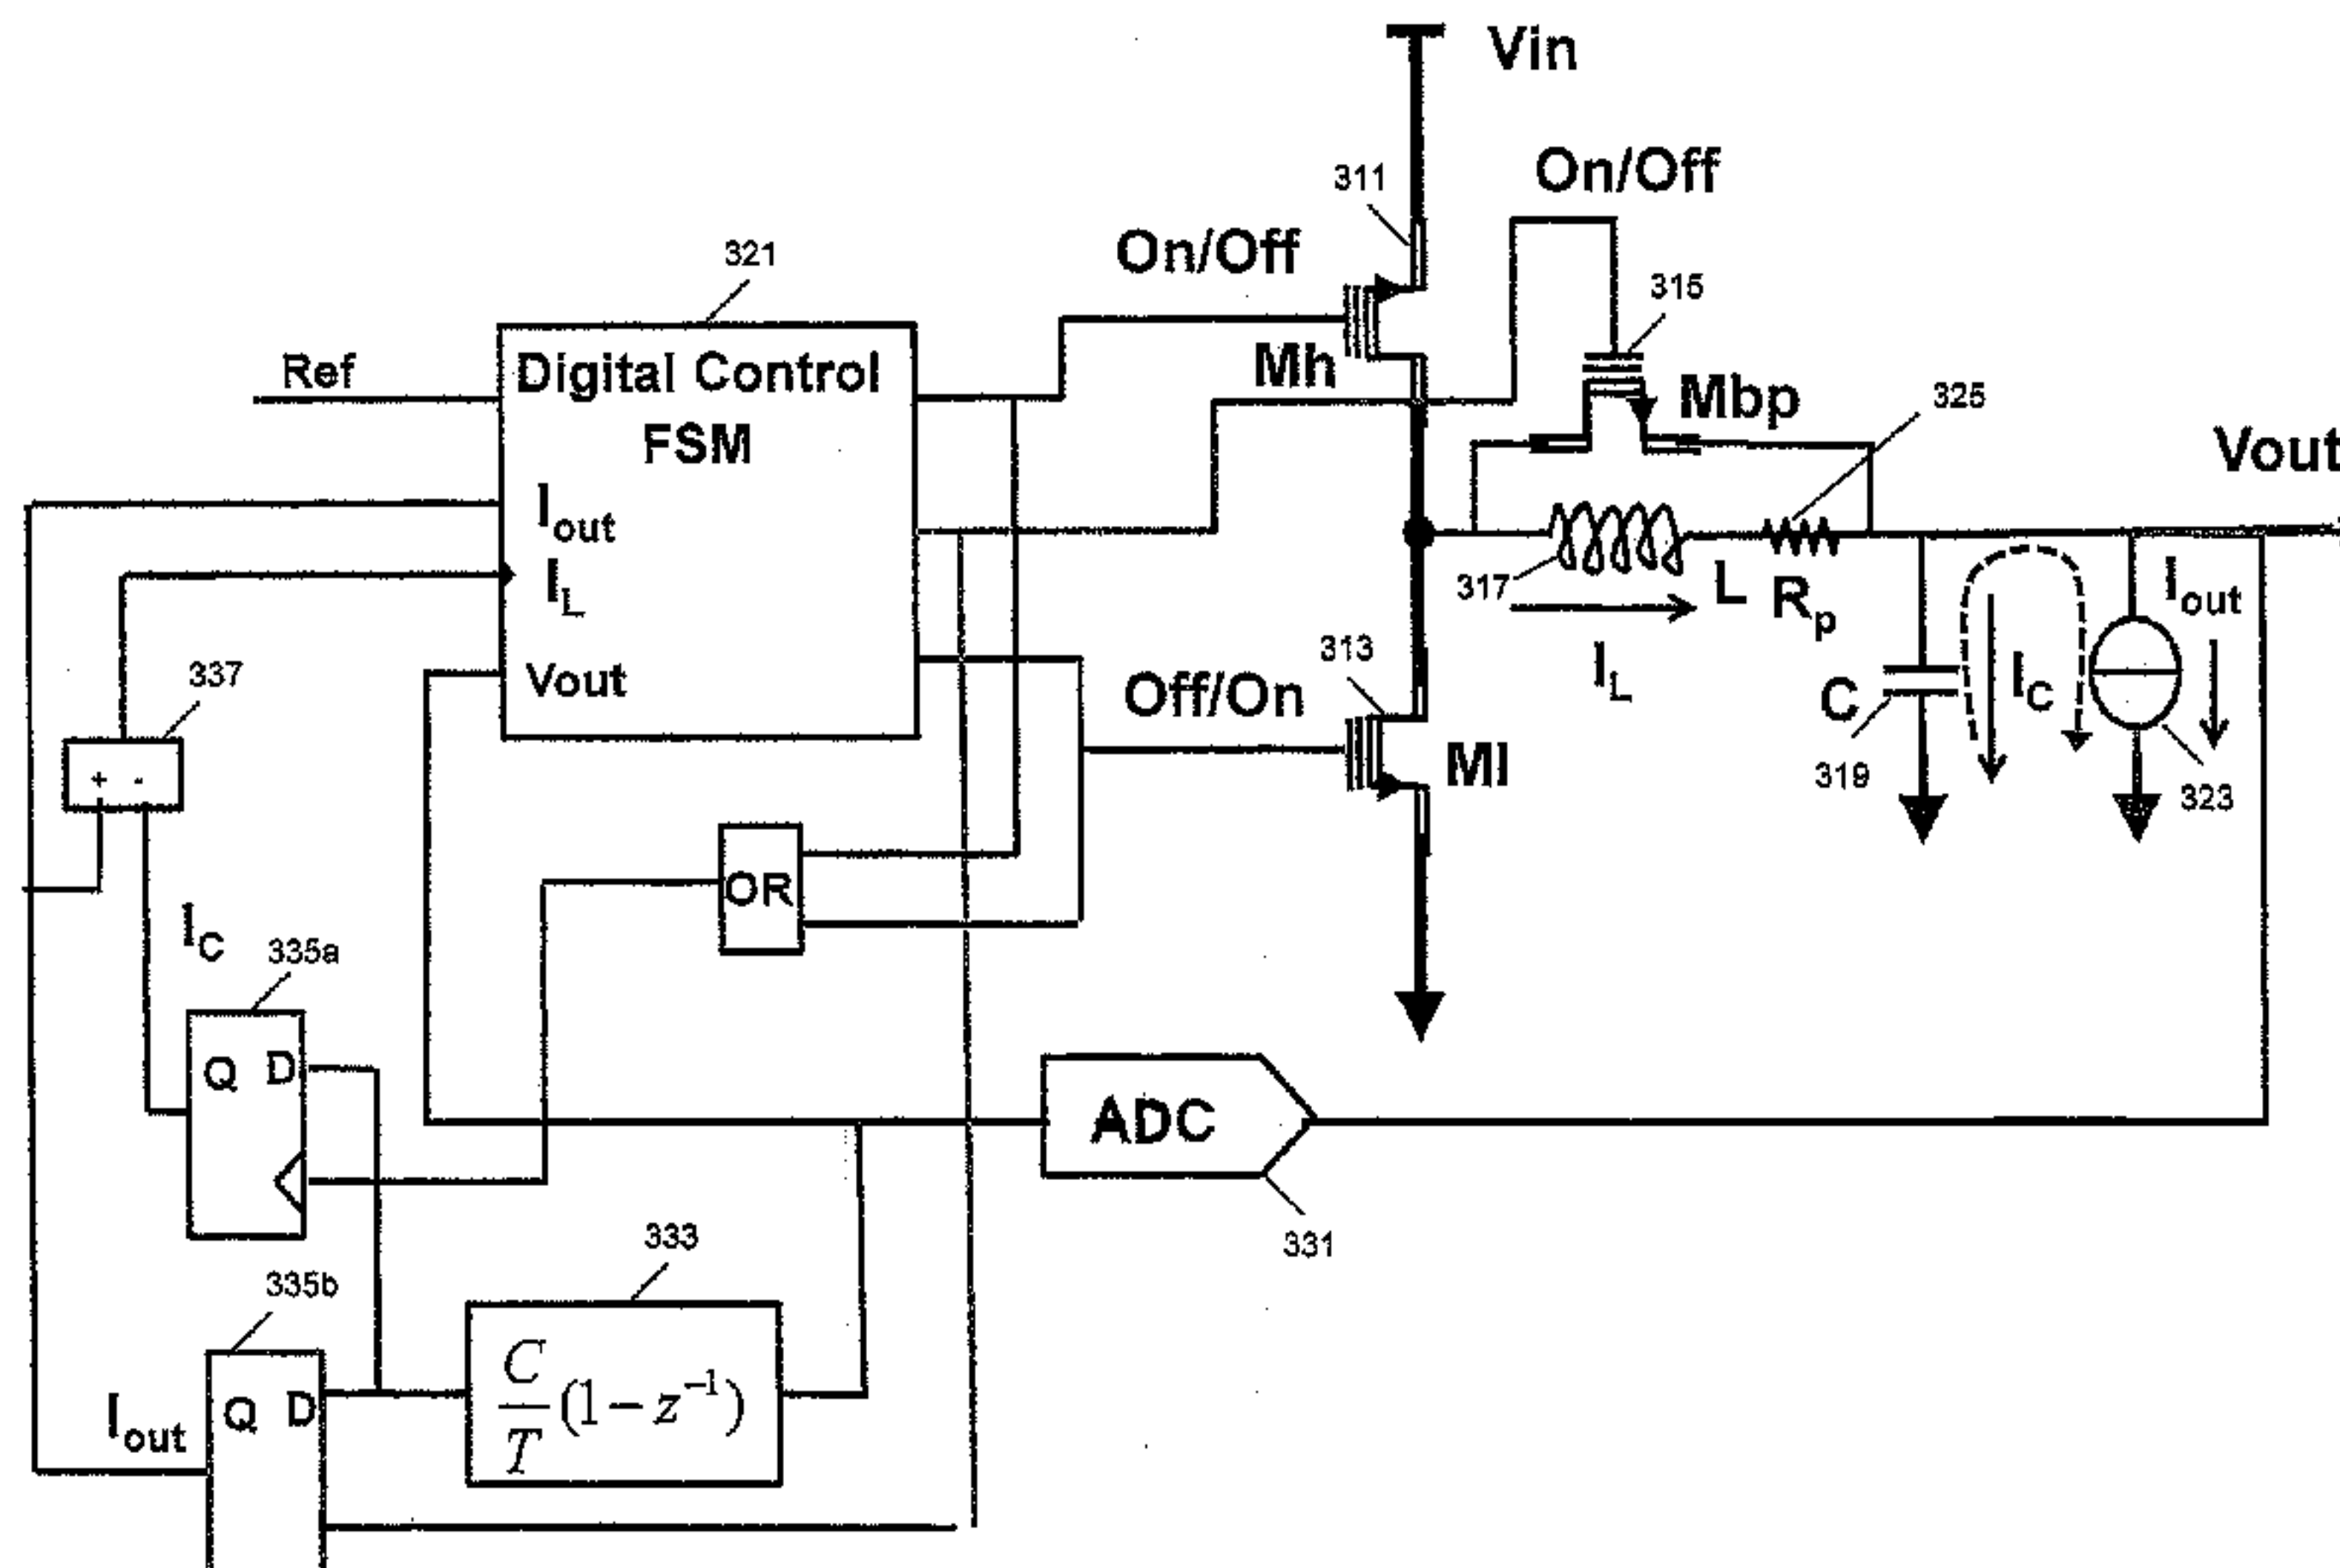 Vin
311
On/Off
On/Off
321
315
Ref
Digital Control
FSM
Mh
Mbp
325
Vout
Iout
IL
Vout
317
L
Rp
IL
Iout
337
Off/On
313
Ml
C
IC
319
323
+ -
OR
IC
335a
Q D
ADC
331
333
335b
Q D
Iout
C/T(1-z⁻¹)